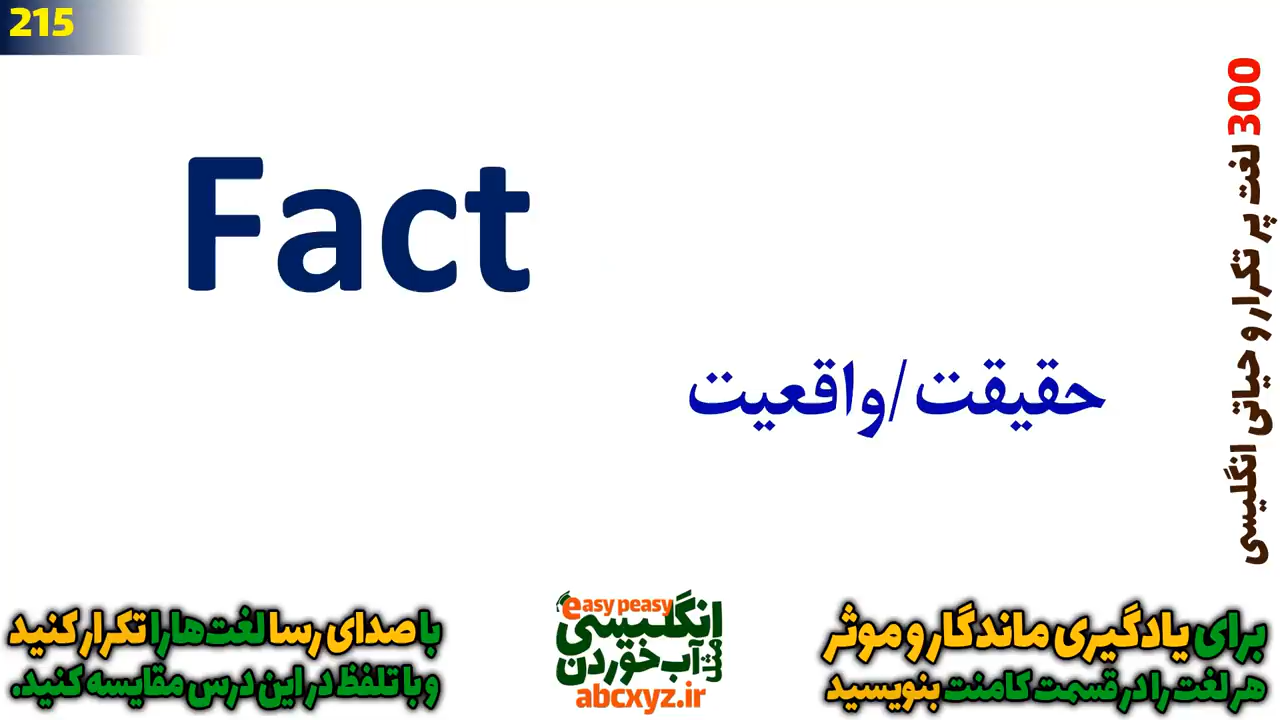 215
Fact
حقیقت/واقعیت
300 لغت پر تکرار و حیاتی انگلیسی
برای یادگیری ماندگار و موثر
هر لغت را در قسمت کامنت بنویسید
easy peasy
انگلیسی
مثل آب خوردن
abcxyz.ir
با صدای رسا لغت‌ها را تکرار کنید
و با تلفظ در این درس مقایسه کنید.